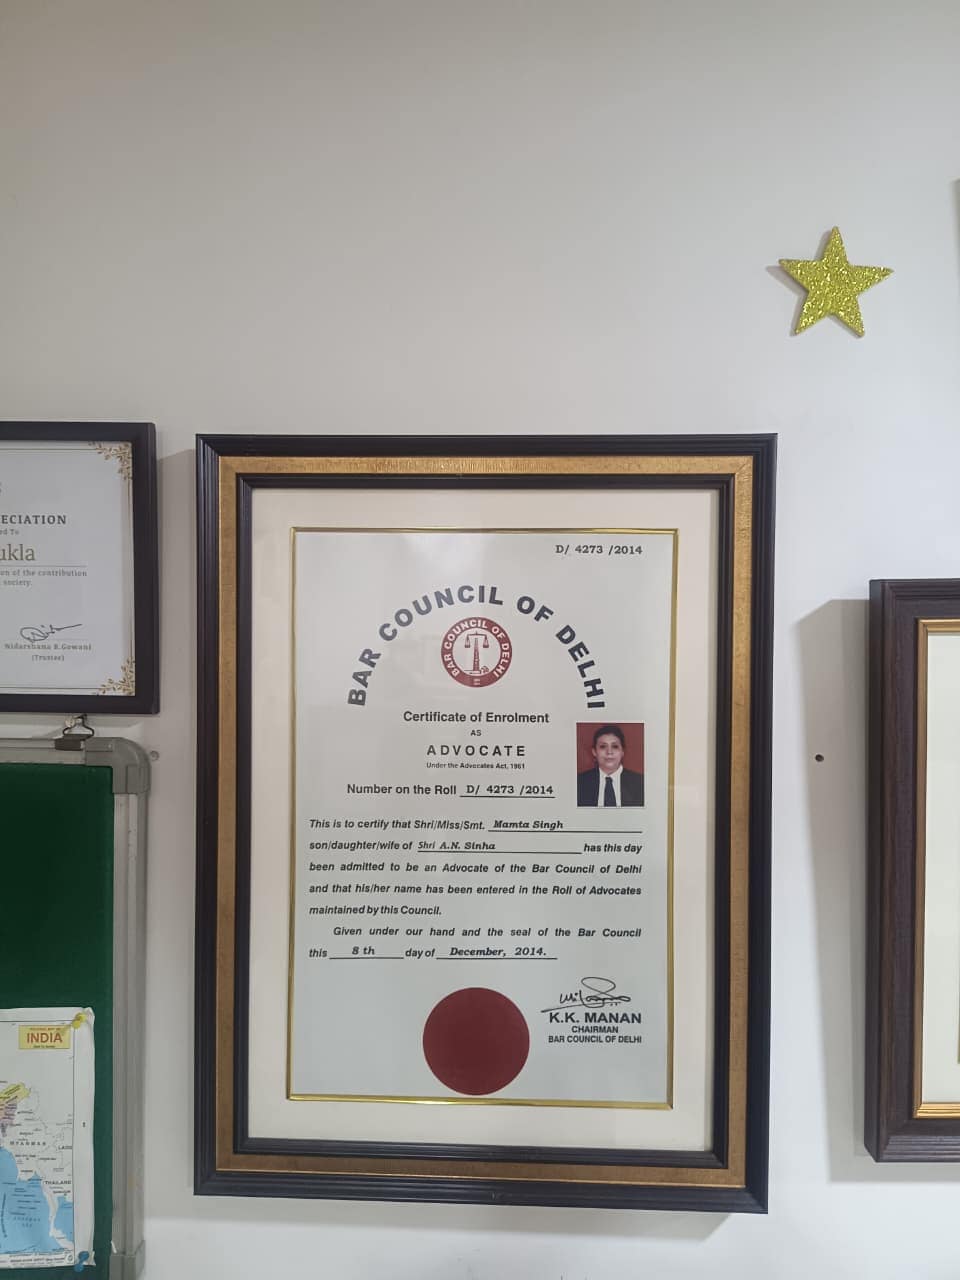 ECIATION
ed To
ukla
on of the contribution
society.
Nidarshana B.Gowani
(Trustee)
INDIA
MYANMAR
LAOS
THAILAND
D/ 4273 /2014
BAR COUNCIL OF DELHI
BAR COUNCIL OF DELHI
Certificate of Enrolment
AS
ADVOCATE
Under the Advocates Act, 1961
Number on the Roll D/ 4273 /2014
This is to certify that Shri/Miss/Smt. Mamta Singh
son/daughter/wife of Shri A.N. Sinha has this day
been admitted to be an Advocate of the Bar Council of Delhi
and that his/her name has been entered in the Roll of Advocates
maintained by this Council.
Given under our hand and the seal of the Bar Council
this 8 th day of December, 2014.
K.K. MANAN
CHAIRMAN
BAR COUNCIL OF DELHI